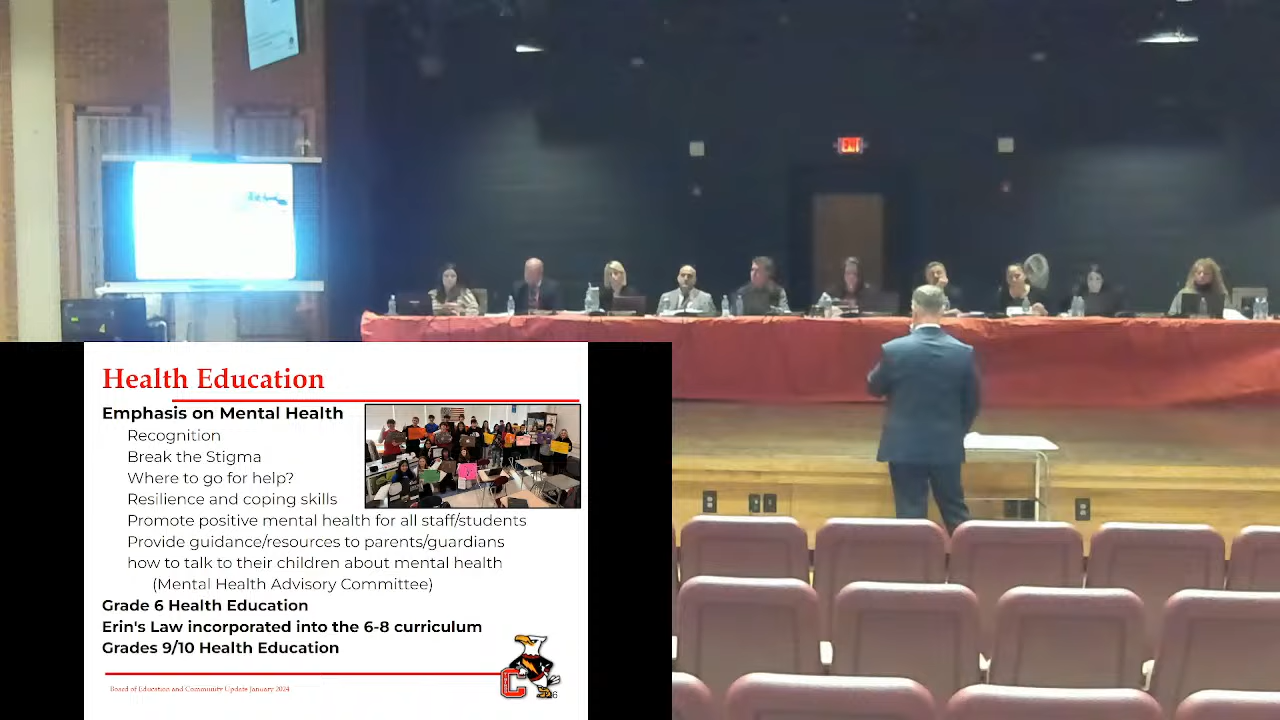 EXIT
Health Education
Emphasis on Mental Health
Recognition
Break the Stigma
Where to go for help?
Resilience and coping skills
Promote positive mental health for all staff/students
Provide guidance/resources to parents/guardians
how to talk to their children about mental health
(Mental Health Advisory Committee)
Grade 6 Health Education
Erin's Law incorporated into the 6-8 curriculum
Grades 9/10 Health Education
Board of Education and Community Update January 2024
C
6